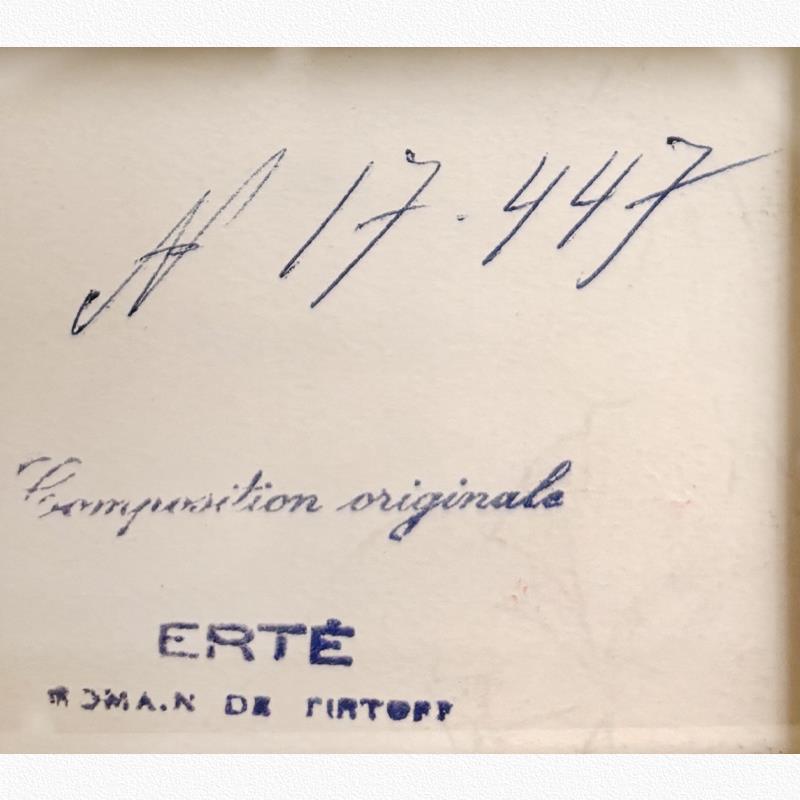 N 17.447
Composition originale
ERTÉ
ROMAIN DE TIRTOFF